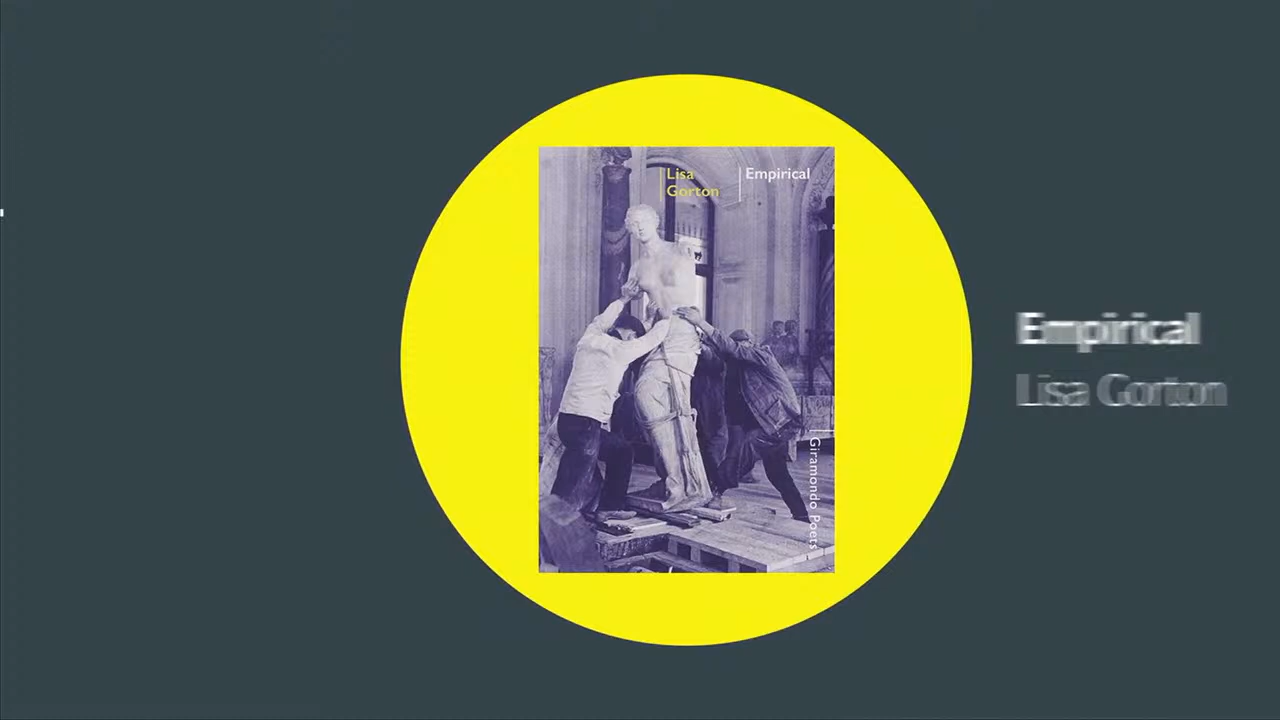 Lisa
Gorton
Empirical
Giramondo Poets
Empirical
Lisa Gorton